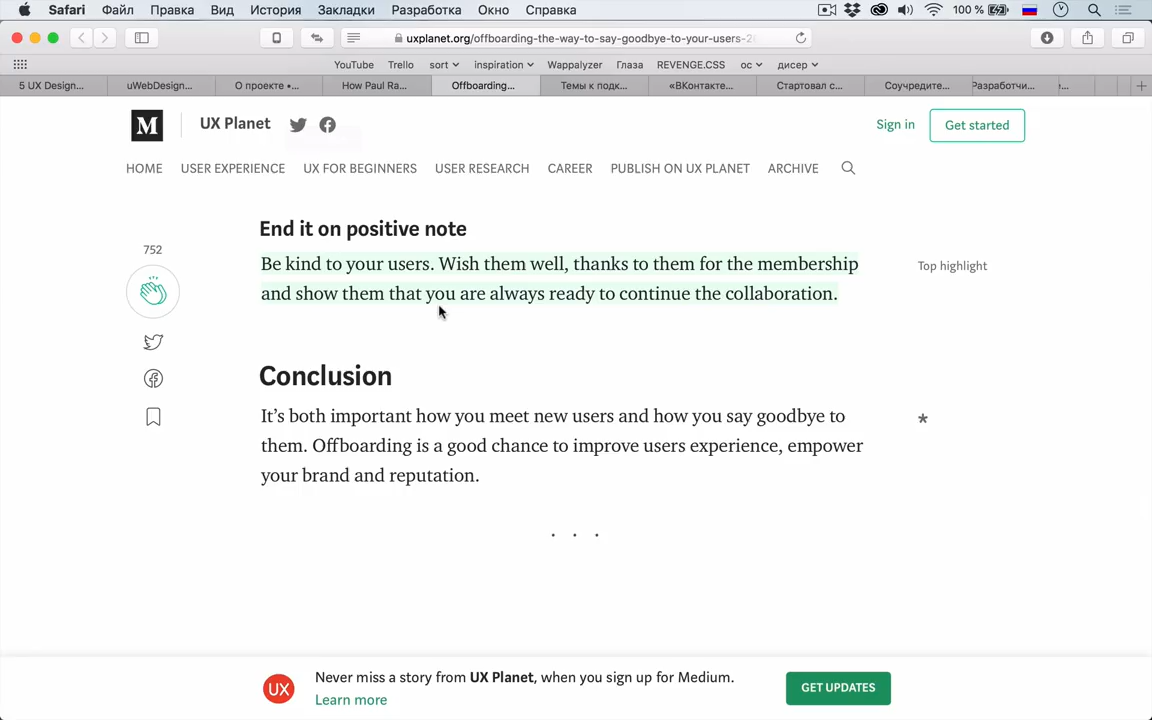 Safari Файл Правка Вид История Закладки Разработка Окно Справка 100 %
uxplanet.org/offboarding-the-way-to-say-goodbye-to-your-users-2
YouTube Trello sort inspiration Wappalyzer Глаза REVENGE.CSS ос дисер
5 UX Design... uWebDesign... О проекте •... How Paul Ra... Offboarding... Темы к подк... «ВКонтакте... Стартовал с... Соучредите... Разработчи...
M UX Planet Sign in Get started
HOME USER EXPERIENCE UX FOR BEGINNERS USER RESEARCH CAREER PUBLISH ON UX PLANET ARCHIVE
End it on positive note
752
Be kind to your users. Wish them well, thanks to them for the membership
and show them that you are always ready to continue the collaboration.
Top highlight
Conclusion
It's both important how you meet new users and how you say goodbye to
them. Offboarding is a good chance to improve users experience, empower
your brand and reputation.
*
. . .
UX Never miss a story from UX Planet, when you sign up for Medium.
Learn more
GET UPDATES